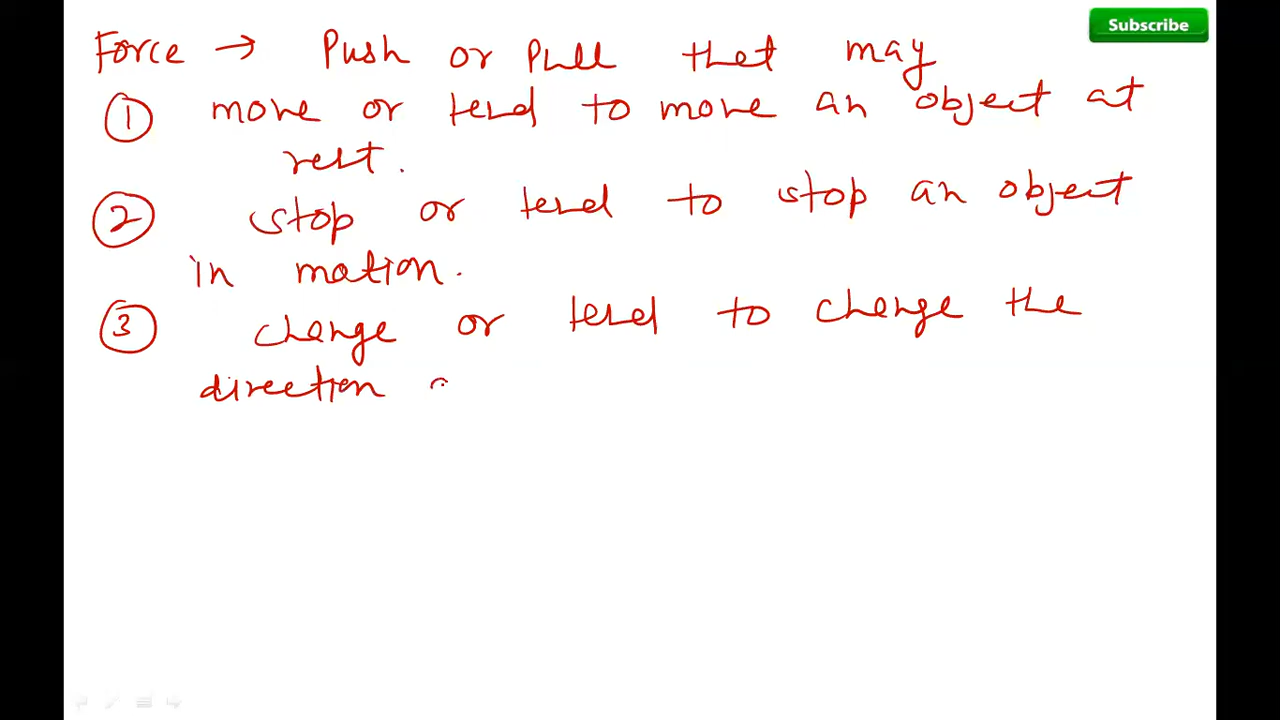 Subscribe
Force → Push or Pull that may
① move or tend to move an object at
rest.
② stop or tend to stop an object
in motion.
③ change or tend to change the
direction